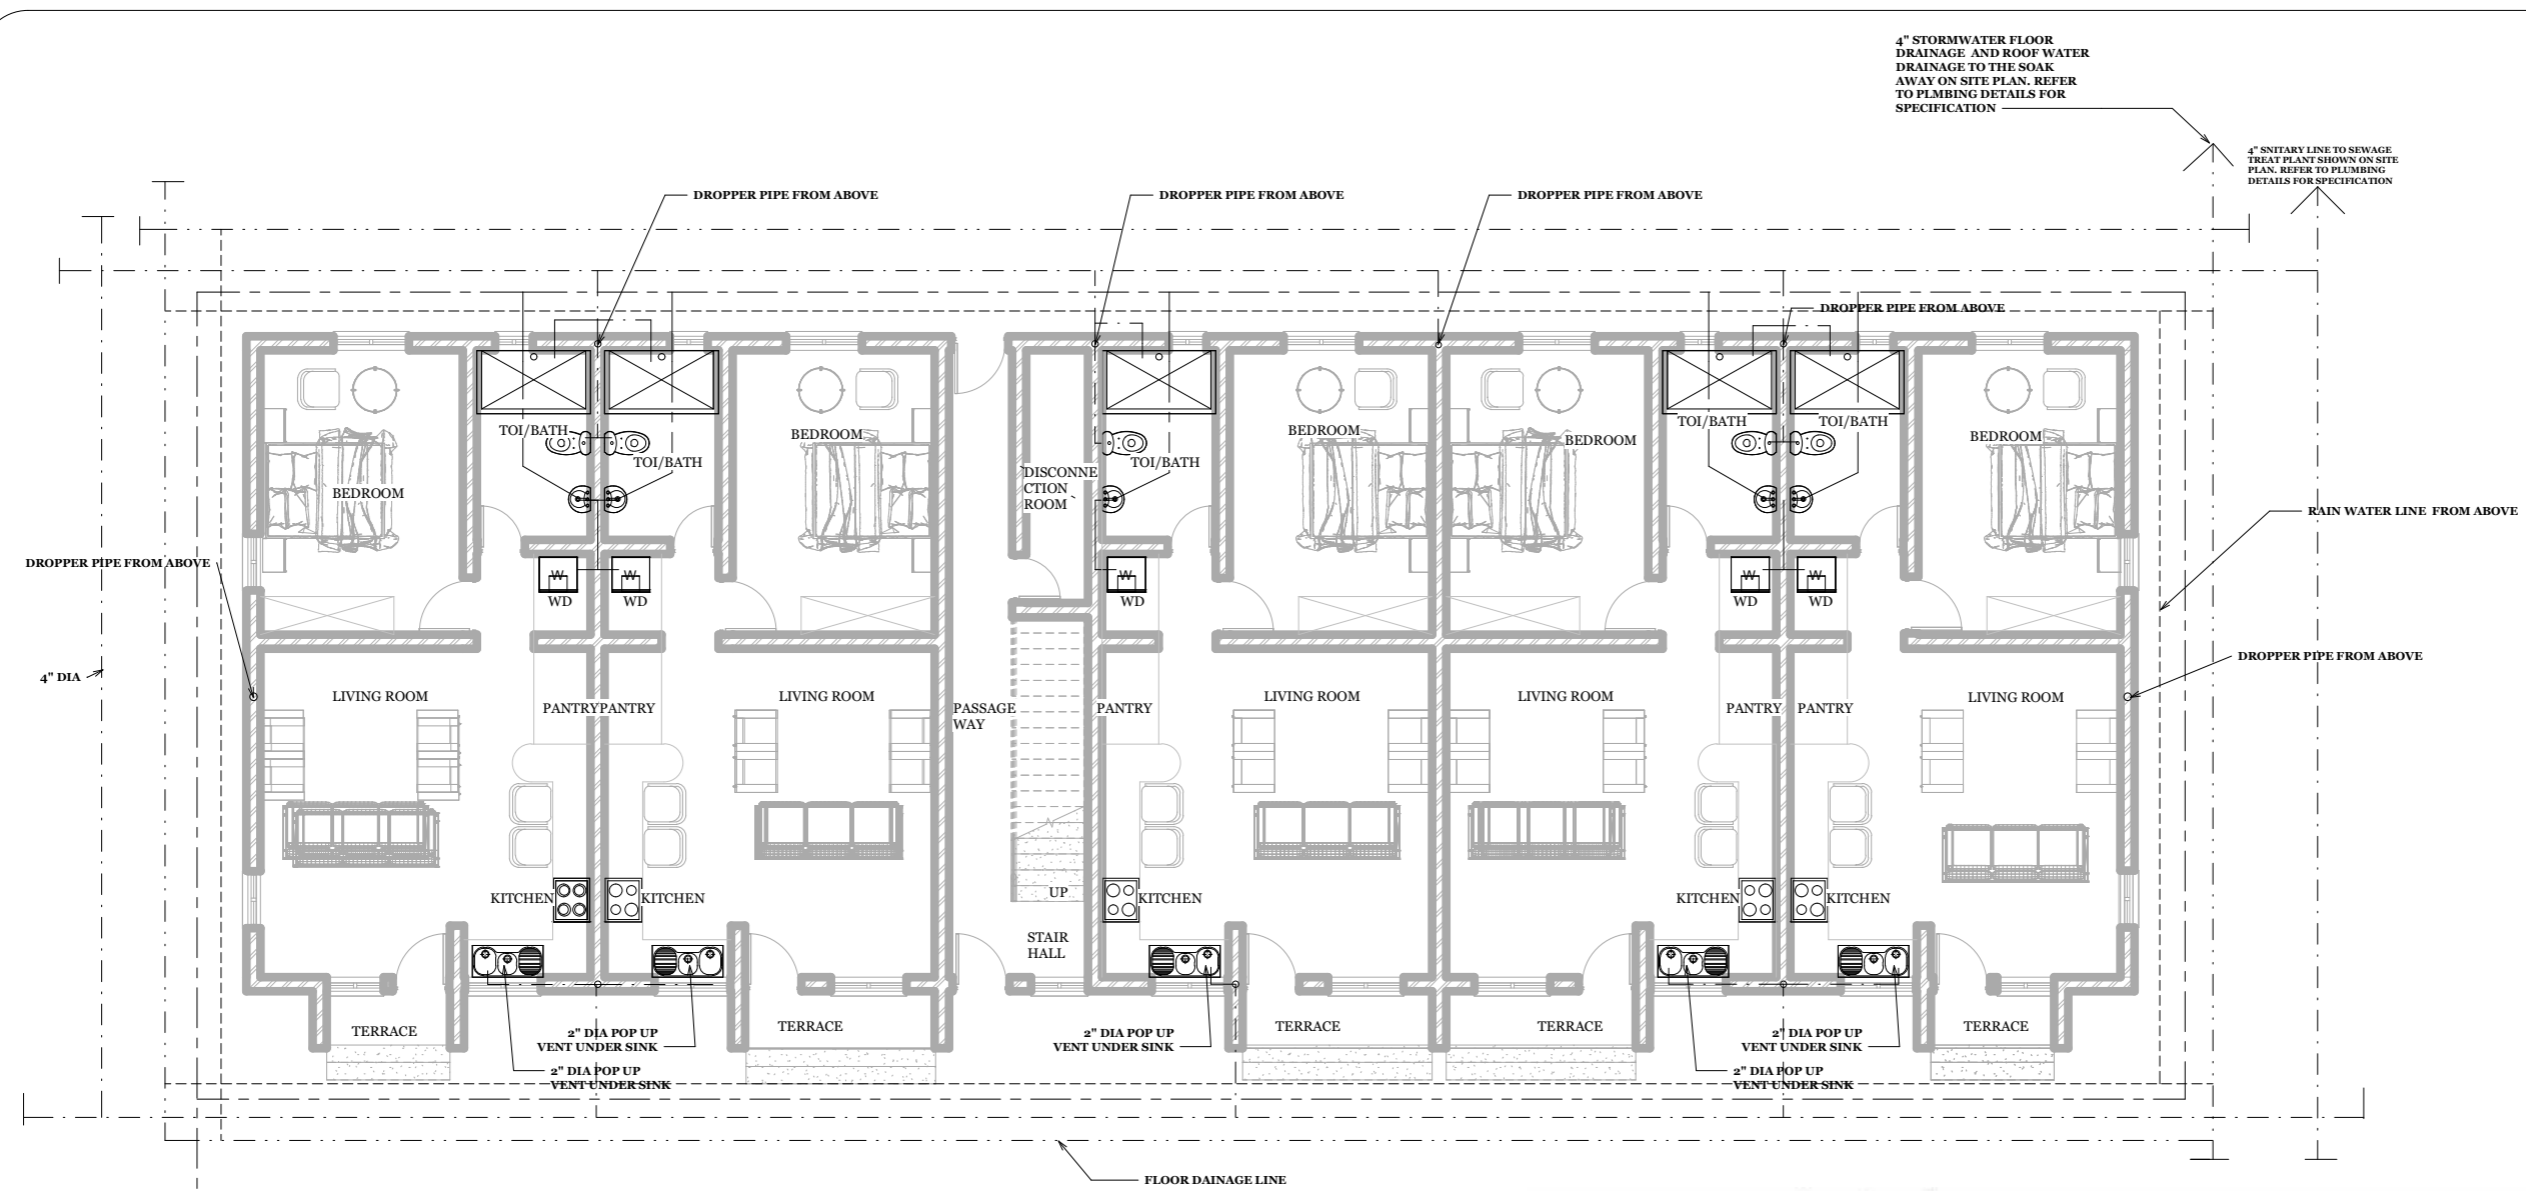 4" STORMWATER FLOOR
DRAINAGE AND ROOF WATER
DRAINAGE TO THE SOAK
AWAY ON SITE PLAN. REFER
TO PLMBING DETAILS FOR
SPECIFICATION
4" SNITARY LINE TO SEWAGE
TREAT PLANT SHOWN ON SITE
PLAN. REFER TO PLUMBING
DETAILS FOR SPECIFICATION
DROPPER PIPE FROM ABOVE
DROPPER PIPE FROM ABOVE
DROPPER PIPE FROM ABOVE
DROPPER PIPE FROM ABOVE
TOI/BATH
TOI/BATH
BEDROOM
BEDROOM
DISCONNE
CTION
ROOM
TOI/BATH
BEDROOM
BEDROOM
TOI/BATH
TOI/BATH
BEDROOM
BEDROOM
RAIN WATER LINE FROM ABOVE
DROPPER PIPE FROM ABOVE
W
WD
W
WD
W
WD
W
WD
W
WD
DROPPER PIPE FROM ABOVE
4" DIA
LIVING ROOM
PANTRY
PANTRY
LIVING ROOM
PASSAGE
WAY
PANTRY
LIVING ROOM
LIVING ROOM
PANTRY
PANTRY
LIVING ROOM
KITCHEN
KITCHEN
UP
KITCHEN
KITCHEN
KITCHEN
STAIR
HALL
TERRACE
2" DIA POP UP
VENT UNDER SINK
2" DIA POP UP
VENT UNDER SINK
TERRACE
2" DIA POP UP
VENT UNDER SINK
TERRACE
TERRACE
2" DIA POP UP
VENT UNDER SINK
2" DIA POP UP
VENT UNDER SINK
TERRACE
FLOOR DAINAGE LINE